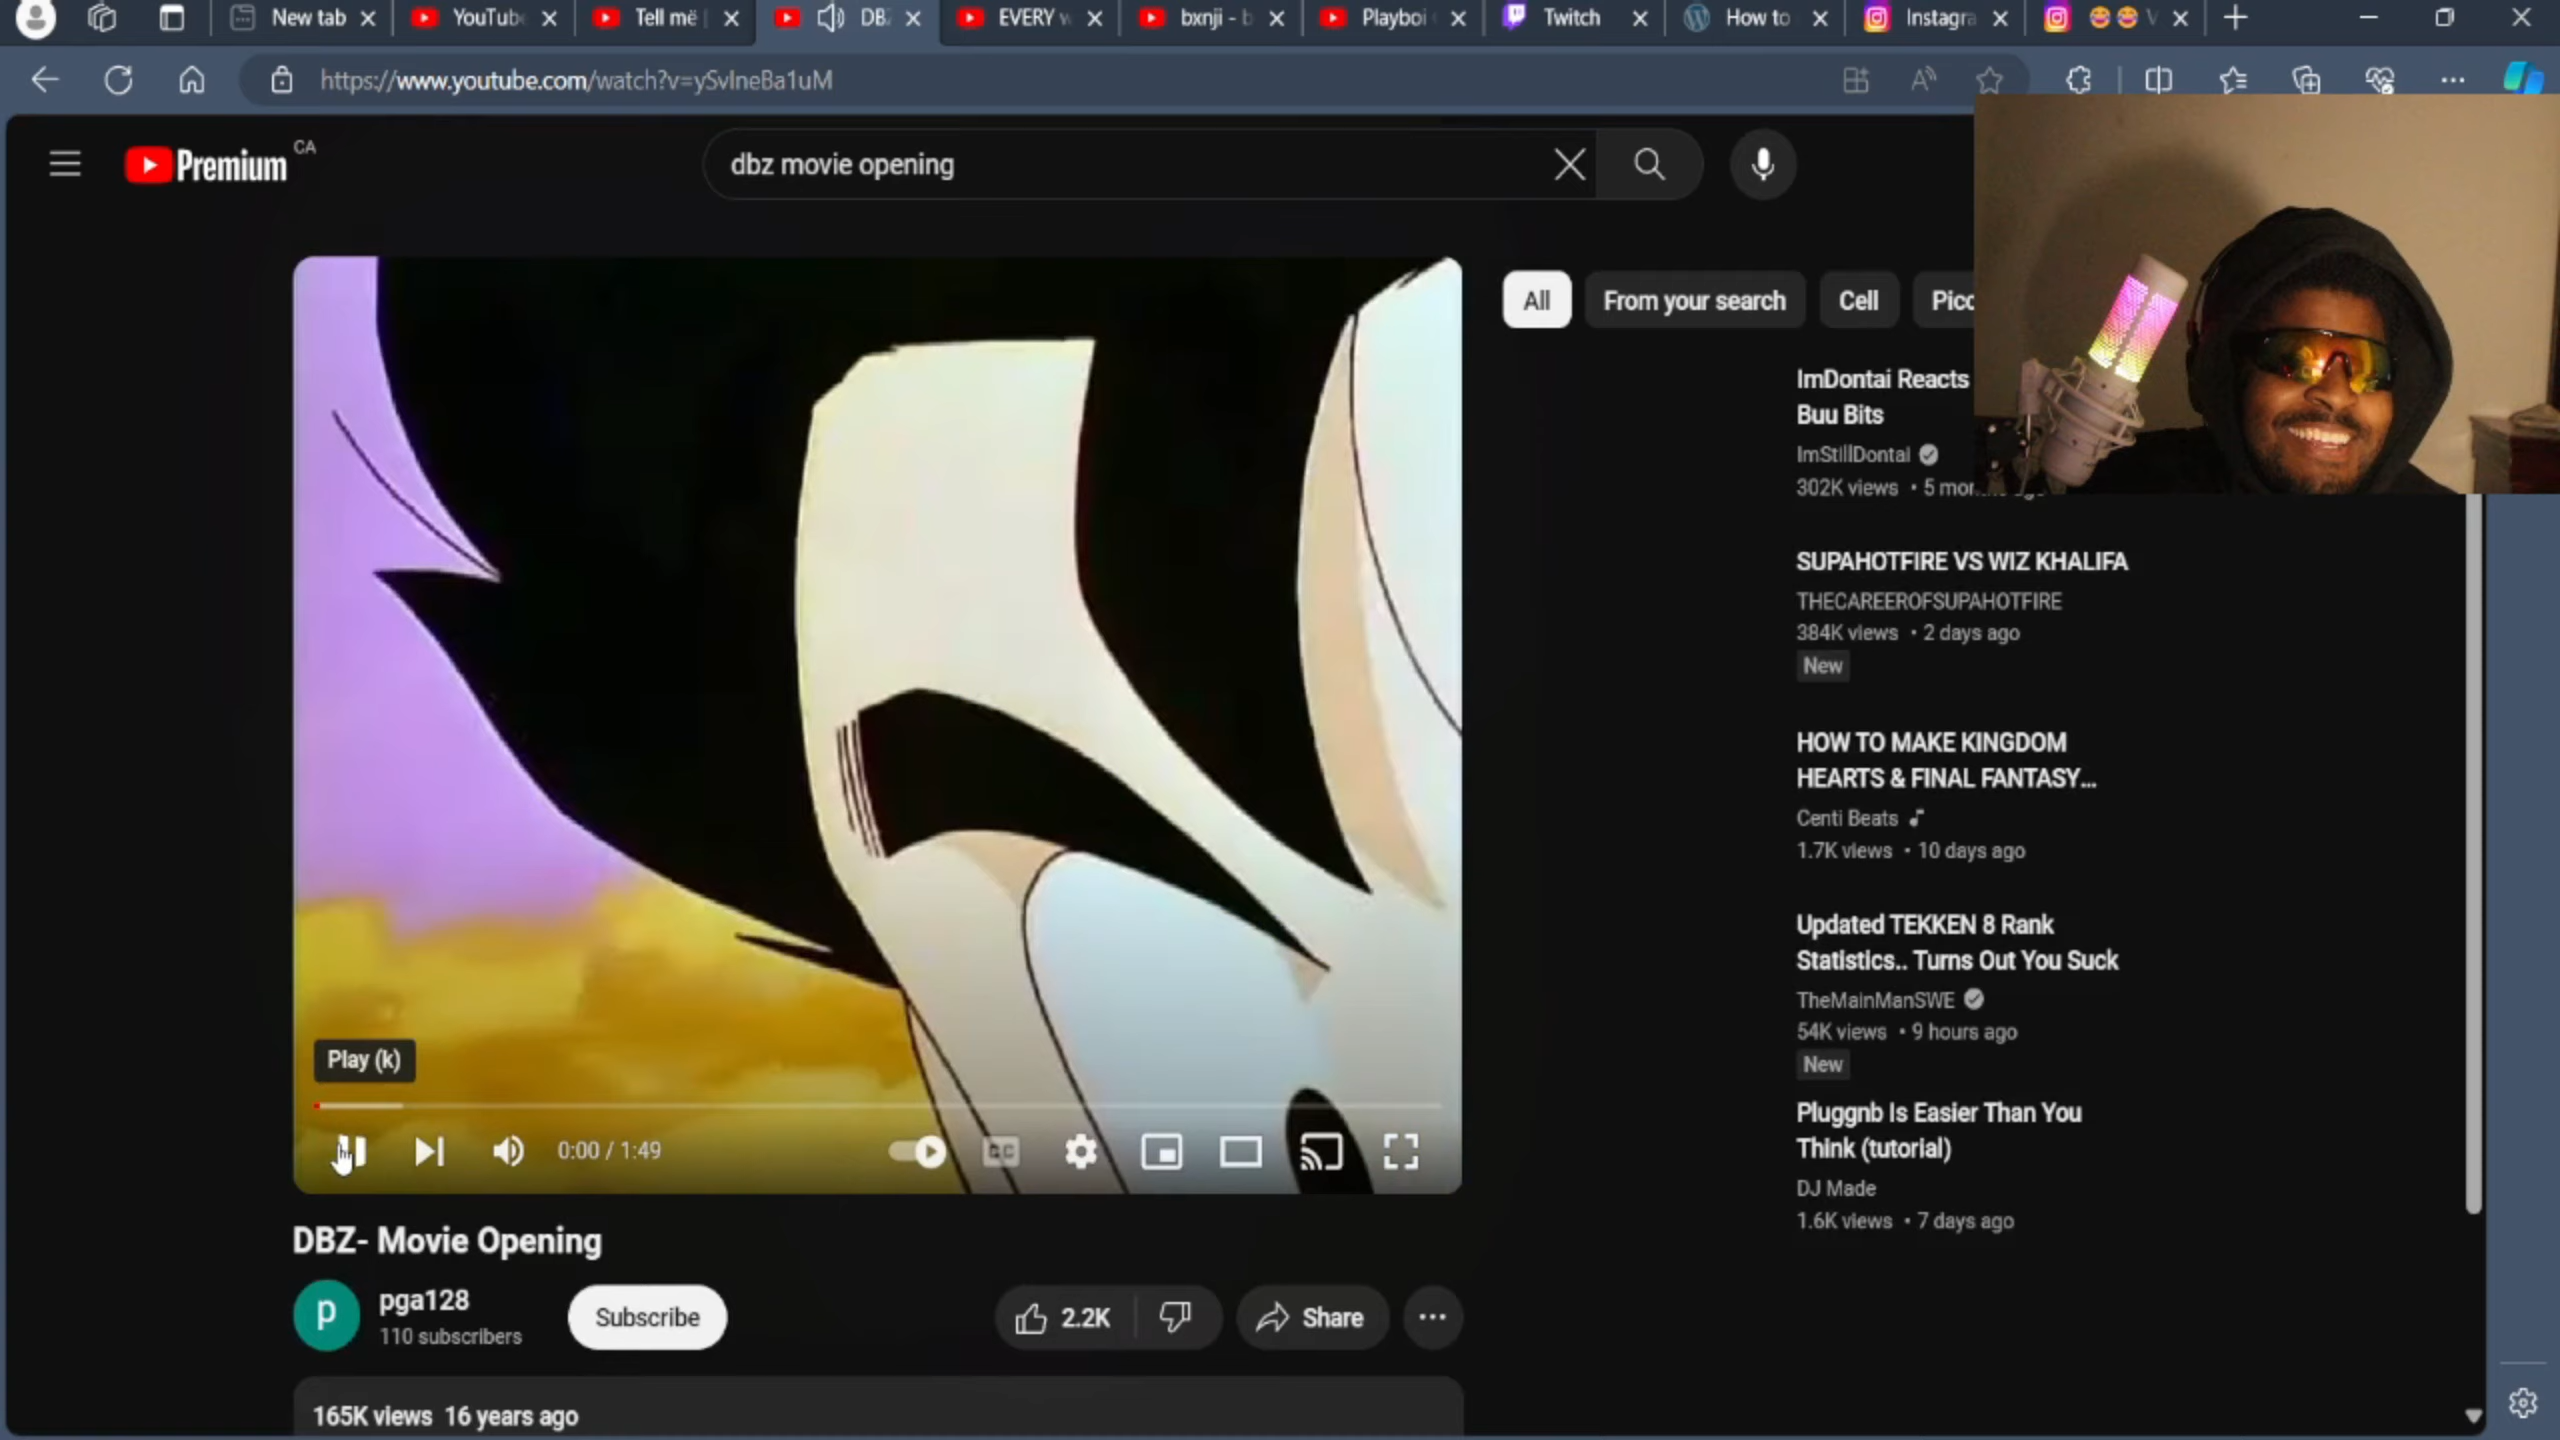 New tab
YouTub
Tell më
DB
EVERY
bxnji - b
Playboi
Twitch
How to
Instagra
https://www.youtube.com/watch?v=ySvIneBa1uM
Premium CA
dbz movie opening
All
From your search
Cell
Picc
ImDontai Reacts
Buu Bits
ImStillDontai
302K views • 5 mon
SUPAHOTFIRE VS WIZ KHALIFA
THECAREEROFSUPAHOTFIRE
384K views • 2 days ago
New
HOW TO MAKE KINGDOM
HEARTS & FINAL FANTASY...
Centi Beats
1.7K views • 10 days ago
Updated TEKKEN 8 Rank
Statistics.. Turns Out You Suck
TheMainManSWE
54K views • 9 hours ago
New
Pluggnb Is Easier Than You
Think (tutorial)
DJ Made
1.6K views • 7 days ago
Play (k)
0:00 / 1:49
CC
DBZ- Movie Opening
p
pga128
110 subscribers
Subscribe
2.2K
Share
165K views 16 years ago